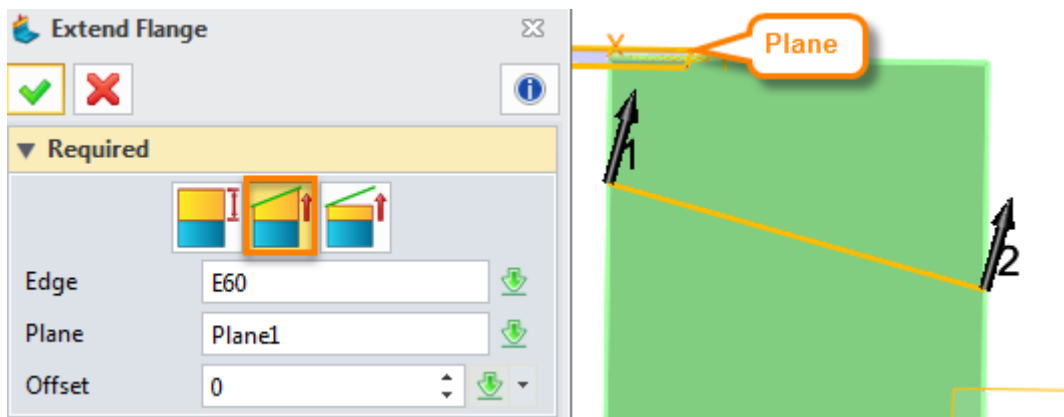 Extend Flange
Required
Edge E60
Plane Plane1
Offset 0
X
Plane
1
2